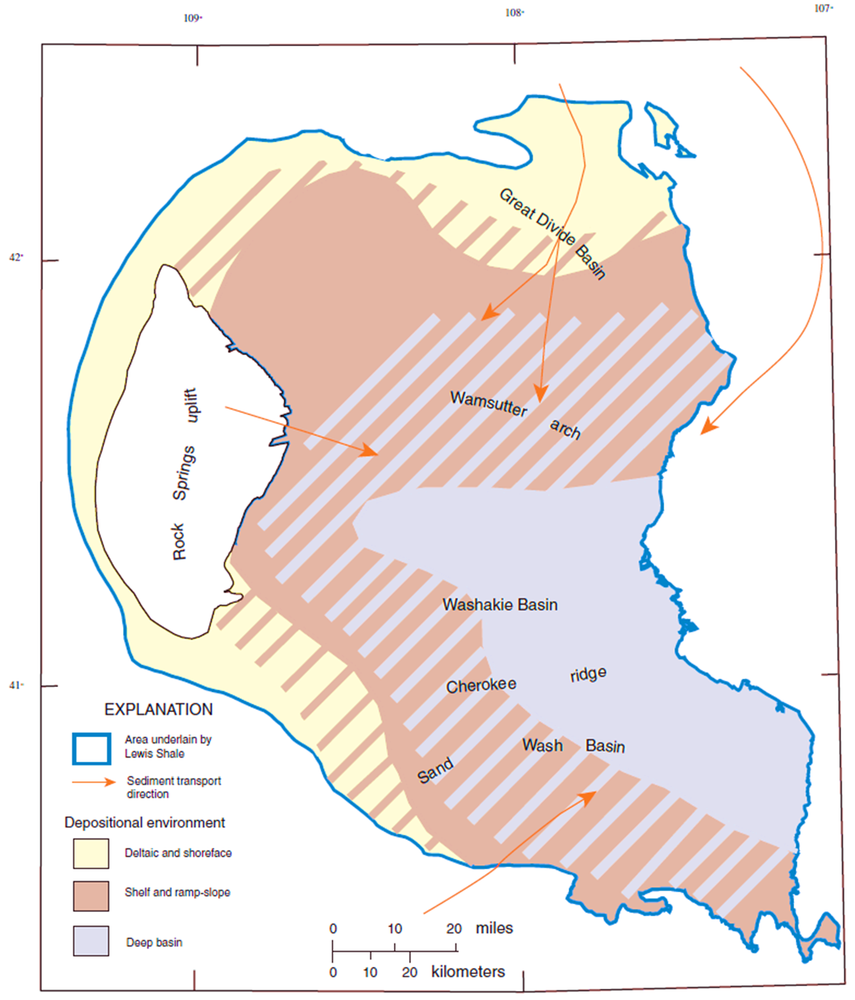 109°
108°
107°
42°
41°
Great Divide Basin
Wamsutter arch
Rock Springs uplift
Washakie Basin
Cherokee ridge
Sand Wash Basin
EXPLANATION
Area underlain by
Lewis Shale
Sediment transport
direction
Depositional environment
Deltaic and shoreface
Shelf and ramp-slope
Deep basin
0 10 20 miles
0 10 20 kilometers